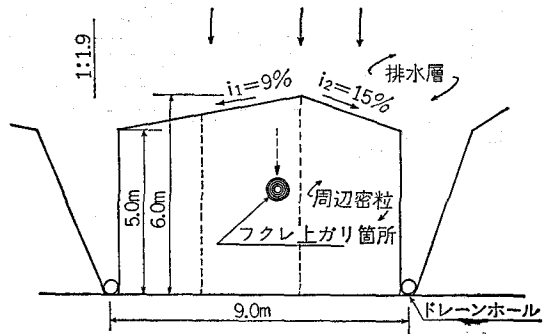 1:1.9
i₁=9%
i₂=15%
排水層
5.0m
6.0m
周辺密粒
フクレ上ガリ箇所
9.0m
ドレーンホール